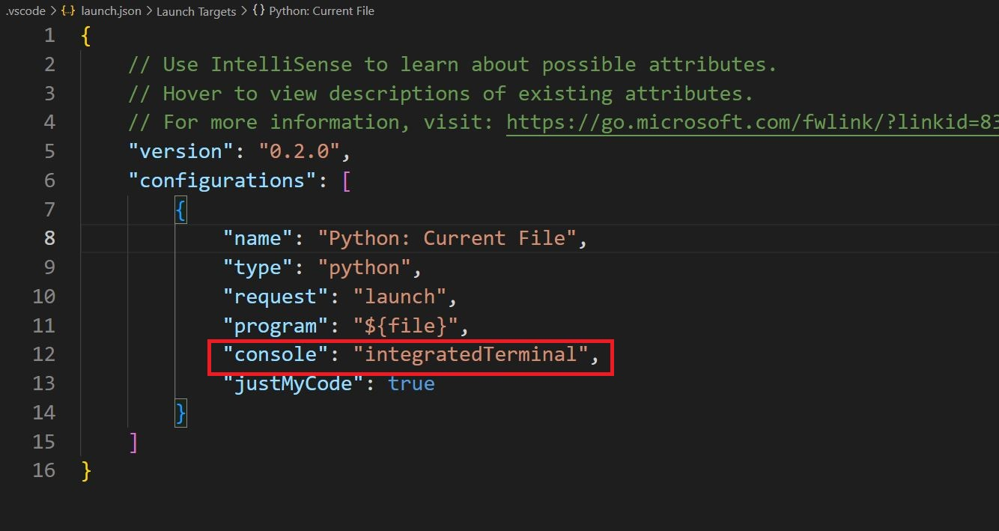 .vscode > {..} launch.json > Launch Targets > {} Python: Current File
1 {
2 // Use IntelliSense to learn about possible attributes.
3 // Hover to view descriptions of existing attributes.
4 // For more information, visit: https://go.microsoft.com/fwlink/?linkid=83
5 "version": "0.2.0",
6 "configurations": [
7 {
8 "name": "Python: Current File",
9 "type": "python",
10 "request": "launch",
11 "program": "${file}",
12 "console": "integratedTerminal",
13 "justMyCode": true
14 }
15 ]
16 }